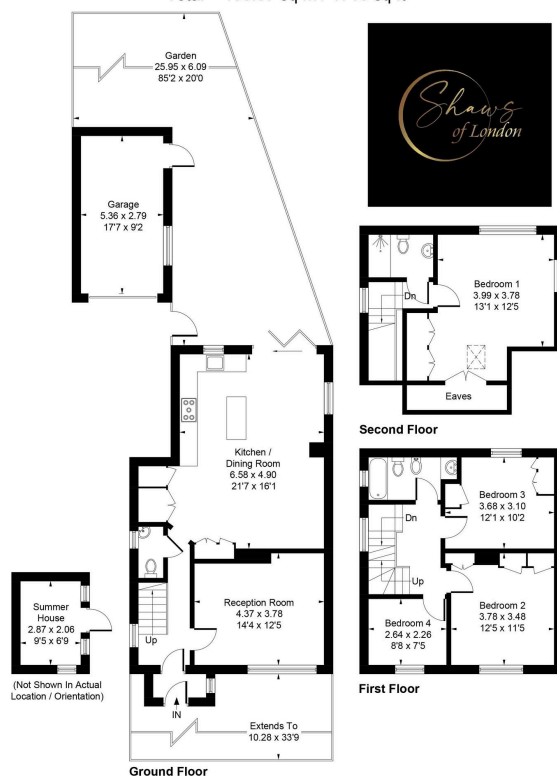 Garden
25.95 x 6.09
85'2 x 20'0
Shaws
of London
Garage
5.36 x 2.79
17'7 x 9'2
Dn
Bedroom 1
3.99 x 3.78
13'1 x 12'5
Eaves
Second Floor
Kitchen /
Dining Room
6.58 x 4.90
21'7 x 16'1
Bedroom 3
3.68 x 3.10
12'1 x 10'2
Dn
Up
Bedroom 2
3.78 x 3.48
12'5 x 11'5
Bedroom 4
2.64 x 2.26
8'8 x 7'5
First Floor
Summer
House
2.87 x 2.06
9'5 x 6'9
(Not Shown In Actual
Location / Orientation)
Reception Room
4.37 x 3.78
14'4 x 12'5
Up
IN
Extends To
10.28 x 33'9
Ground Floor